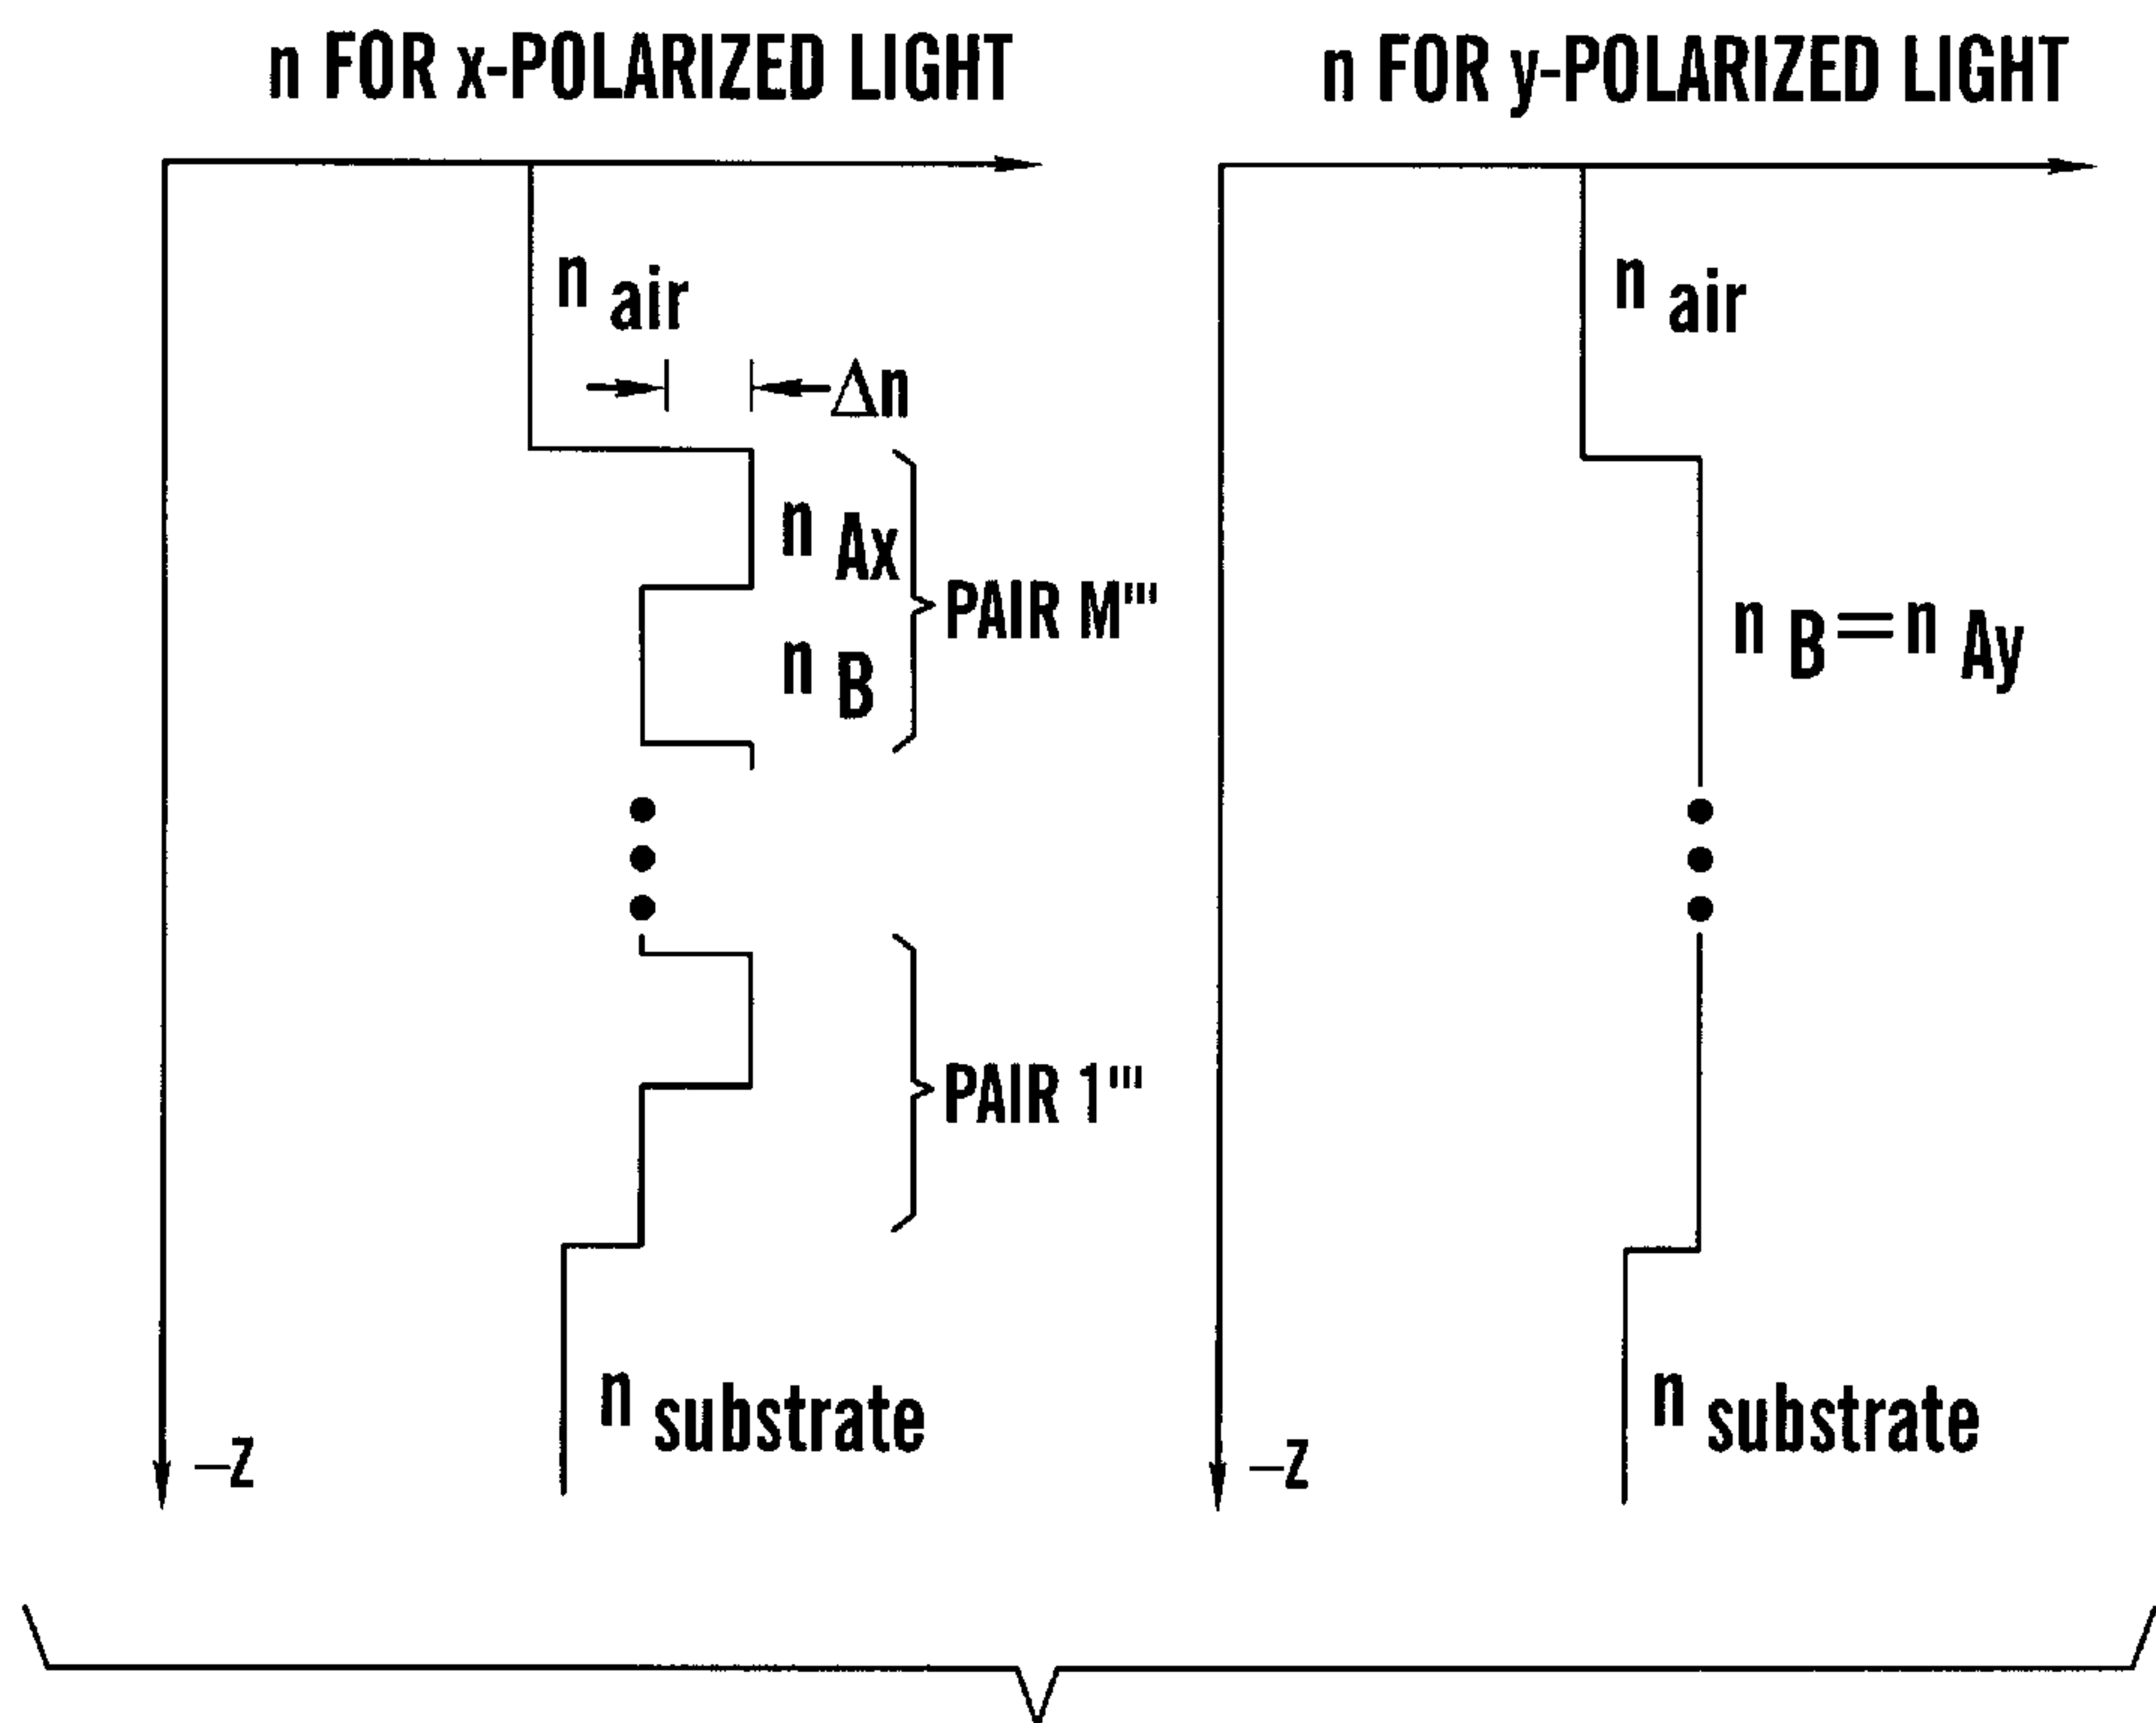 n FOR x-POLARIZED LIGHT
n FOR y-POLARIZED LIGHT
n air
n air
Δn
n Ax
PAIR M'''
n B
n B=n Ay
PAIR 1'''
n substrate
n substrate
–Z
–Z